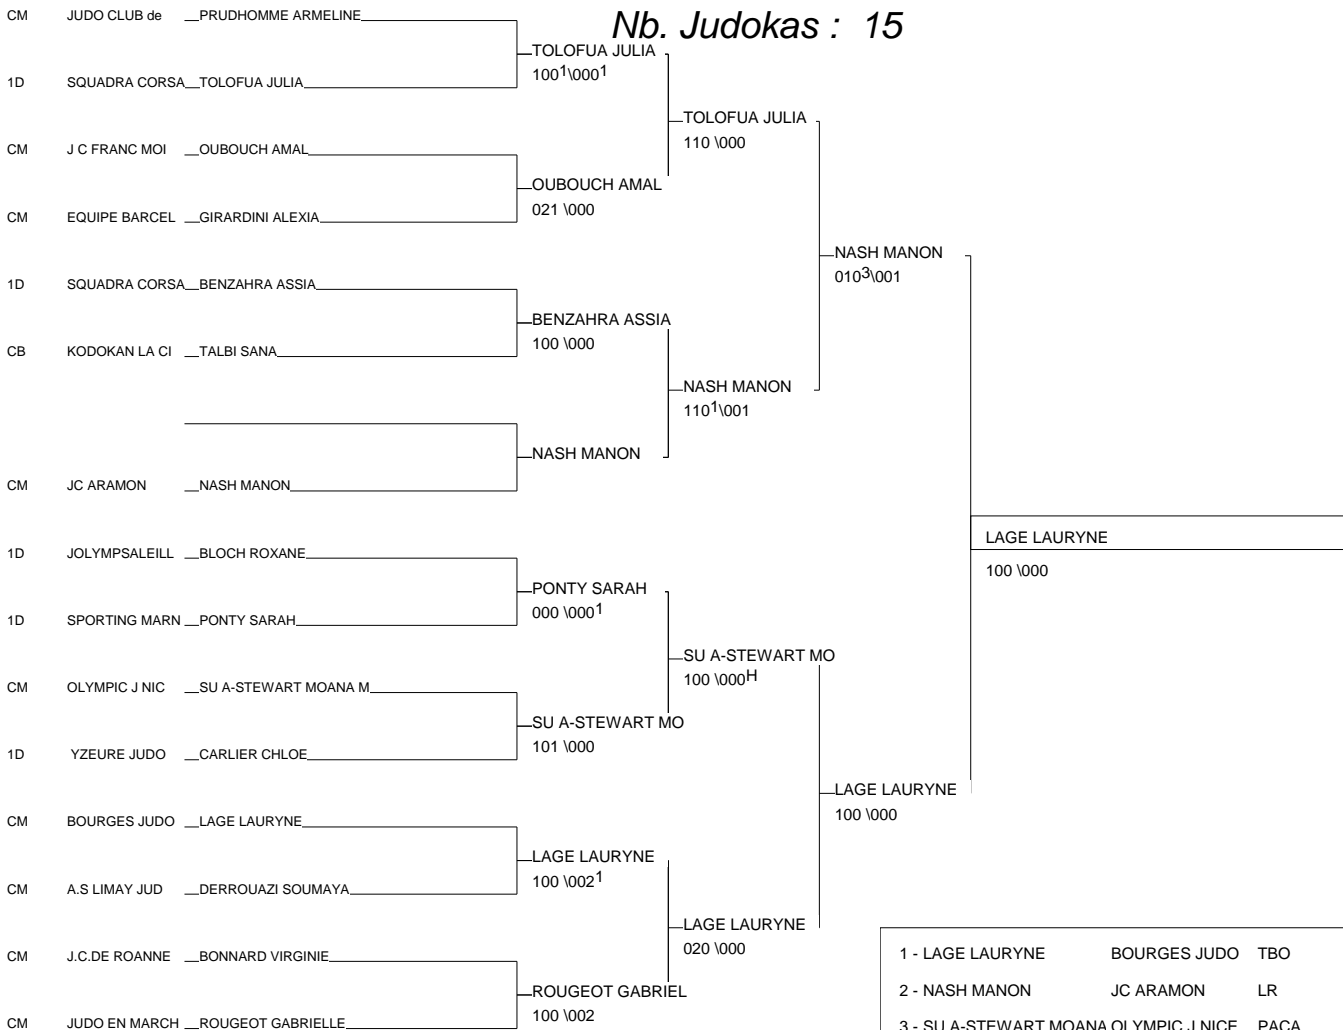 Nb. Judokas : 15
CM JUDO CLUB de PRUDHOMME ARMELINE
TOLOFUA JULIA
100¹\000¹
1D SQUADRA CORSA TOLOFUA JULIA
TOLOFUA JULIA
110 \000
CM J C FRANC MOI OUBOUCH AMAL
OUBOUCH AMAL
021 \000
CM EQUIPE BARCEL GIRARDINI ALEXIA
NASH MANON
010³\001
1D SQUADRA CORSA BENZAHRA ASSIA
BENZAHRA ASSIA
100 \000
CB KODOKAN LA CI TALBI SANA
NASH MANON
110¹\001
NASH MANON
CM JC ARAMON NASH MANON
LAGE LAURYNE
100 \000
1D JOLYMPSALEILL BLOCH ROXANE
PONTY SARAH
000 \000¹
1D SPORTING MARN PONTY SARAH
SU A-STEWART MO
100 \000H
CM OLYMPIC J NIC SU A-STEWART MOANA M
SU A-STEWART MO
101 \000
1D YZEURE JUDO CARLIER CHLOE
LAGE LAURYNE
100 \000
CM BOURGES JUDO LAGE LAURYNE
LAGE LAURYNE
100 \002¹
CM A.S LIMAY JUD DERROUAZI SOUMAYA
LAGE LAURYNE
020 \000
CM J.C.DE ROANNE BONNARD VIRGINIE
ROUGEOT GABRIEL
100 \002
CM JUDO EN MARCH ROUGEOT GABRIELLE
1 - LAGE LAURYNE BOURGES JUDO TBO
2 - NASH MANON JC ARAMON LR
3 - SU A-STEWART MOANA OLYMPIC J NICE PACA